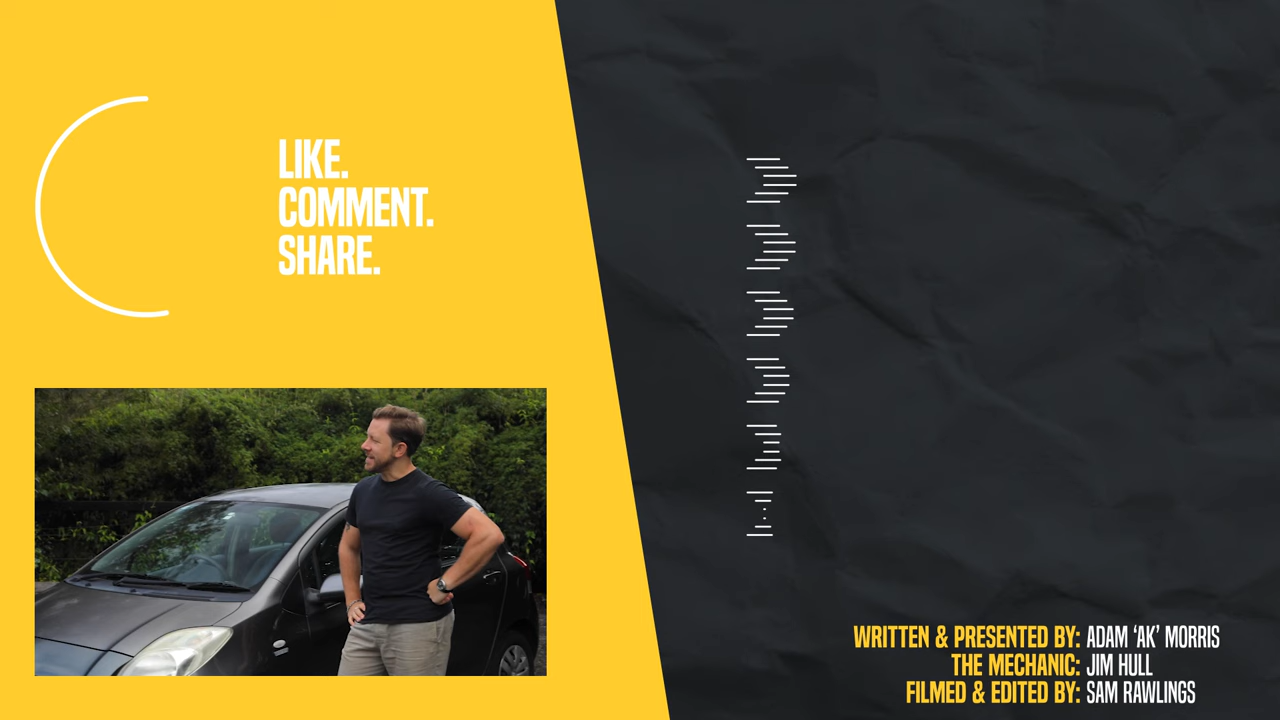 LIKE.
COMMENT.
SHARE.
WRITTEN & PRESENTED BY: ADAM ‘AK’ MORRIS
THE MECHANIC: JIM HULL
FILMED & EDITED BY: SAM RAWLINGS